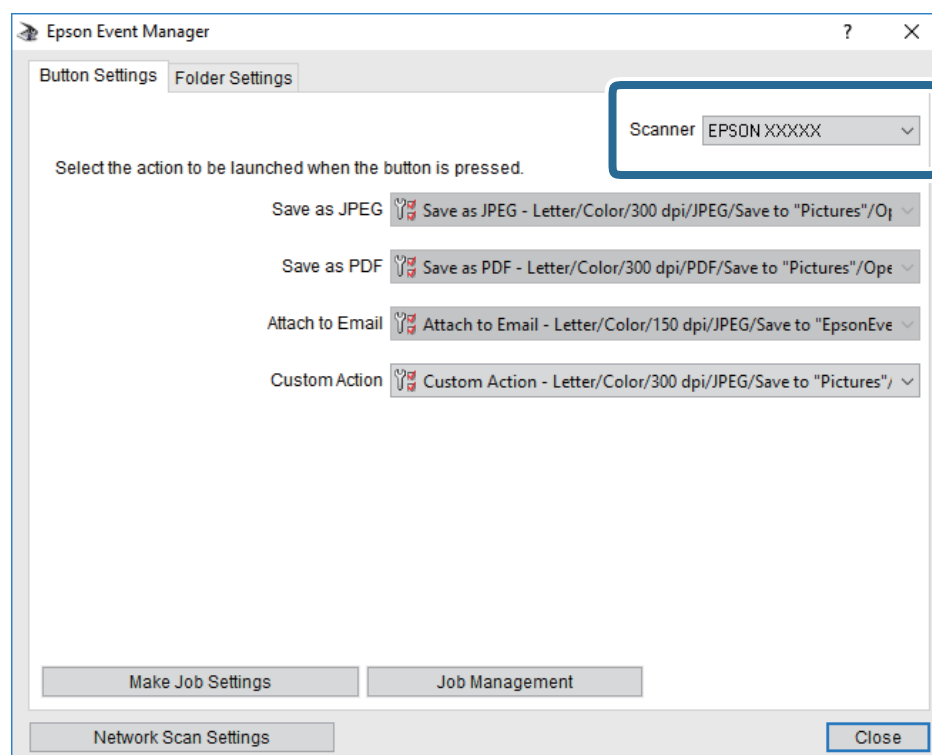 Epson Event Manager
Button Settings Folder Settings
Scanner EPSON XXXXX
Select the action to be launched when the button is pressed.
Save as JPEG Save as JPEG - Letter/Color/300 dpi/JPEG/Save to "Pictures"/Op
Save as PDF Save as PDF - Letter/Color/300 dpi/PDF/Save to "Pictures"/Ope
Attach to Email Attach to Email - Letter/Color/150 dpi/JPEG/Save to "EpsonEve
Custom Action Custom Action - Letter/Color/300 dpi/JPEG/Save to "Pictures"/
Make Job Settings Job Management
Network Scan Settings Close